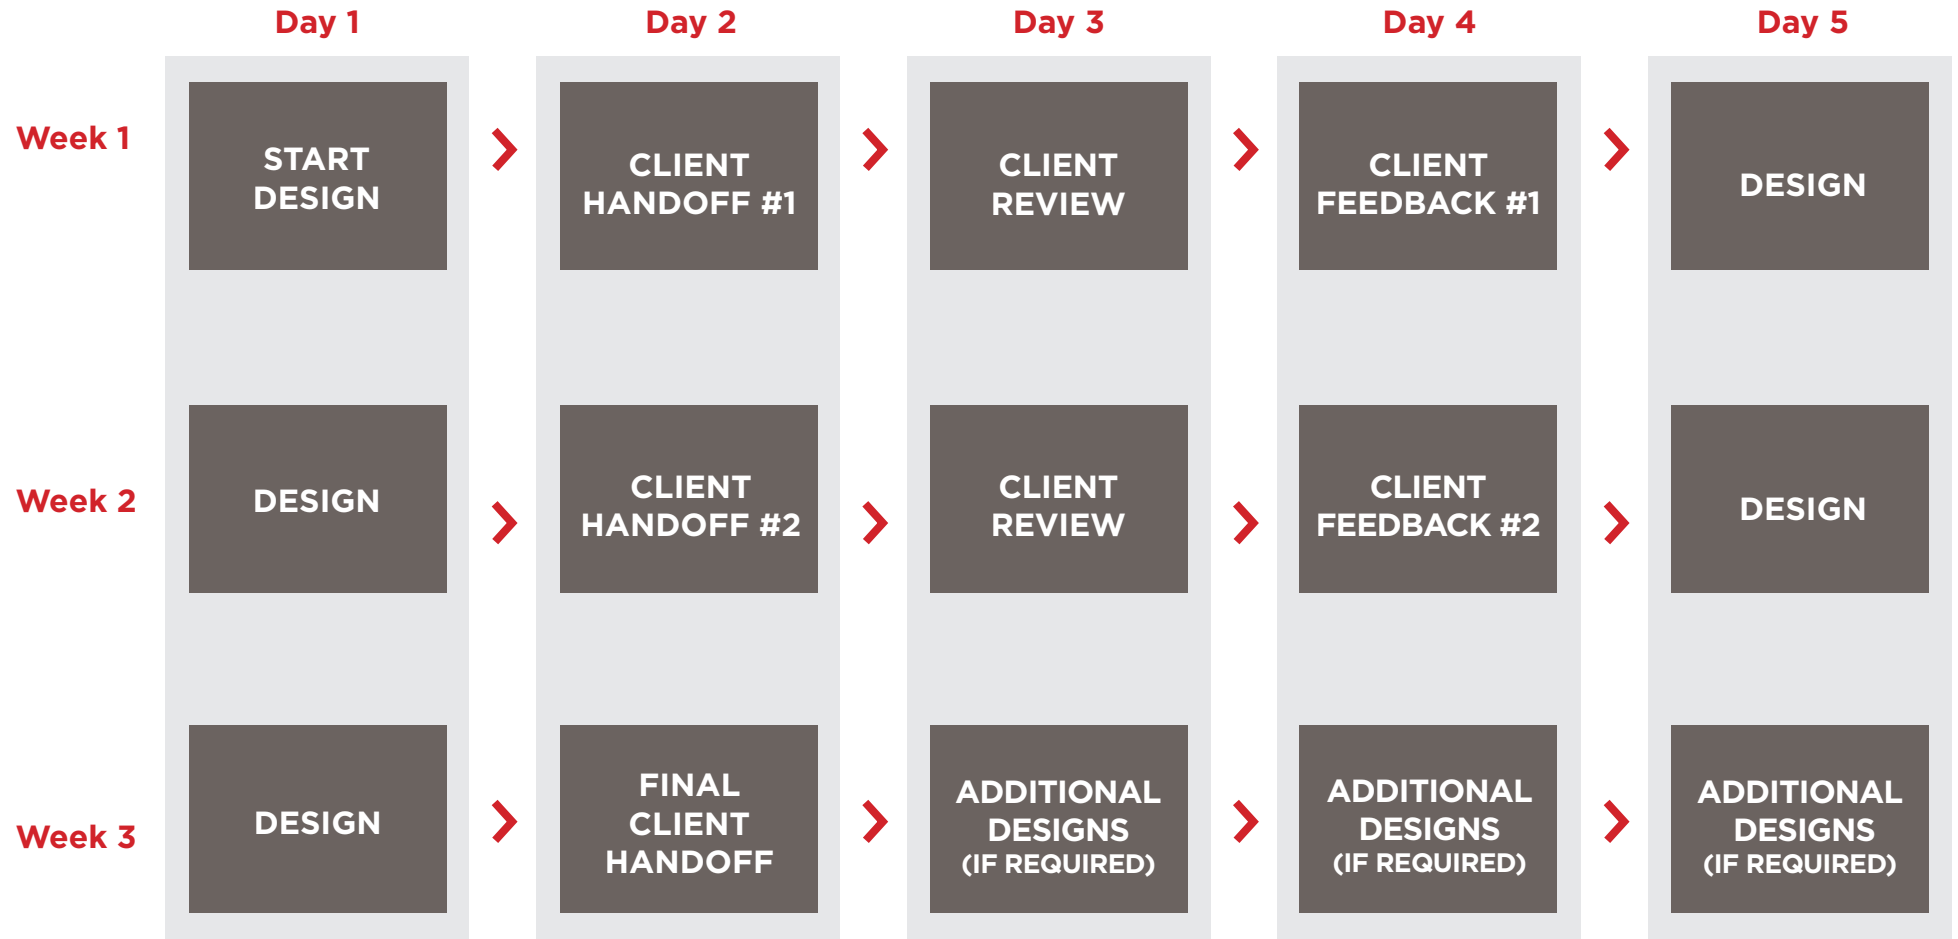 Day 1
Day 2
Day 3
Day 4
Day 5
Week 1
START
DESIGN
CLIENT
HANDOFF #1
CLIENT
REVIEW
CLIENT
FEEDBACK #1
DESIGN
Week 2
DESIGN
CLIENT
HANDOFF #2
CLIENT
REVIEW
CLIENT
FEEDBACK #2
DESIGN
Week 3
DESIGN
FINAL
CLIENT
HANDOFF
ADDITIONAL
DESIGNS
(IF REQUIRED)
ADDITIONAL
DESIGNS
(IF REQUIRED)
ADDITIONAL
DESIGNS
(IF REQUIRED)